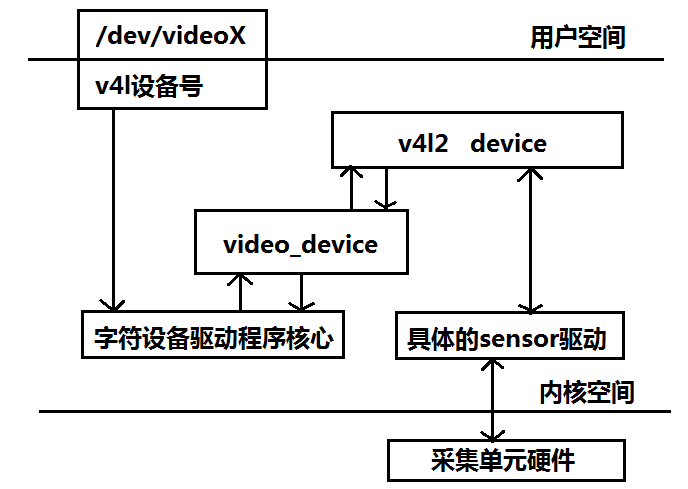 /dev/videoX
用户空间
v4l设备号
v4l2 device
video_device
字符设备驱动程序核心
具体的sensor驱动
内核空间
采集单元硬件